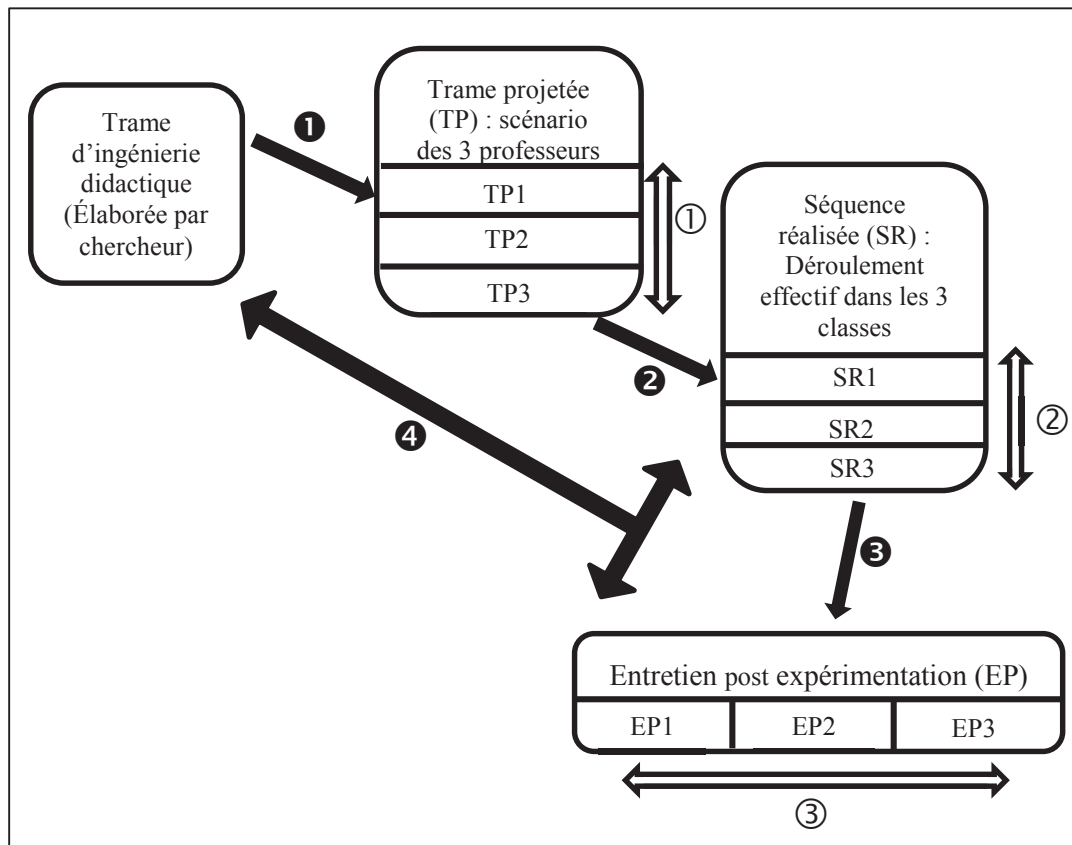 Trame
d'ingénierie
didactique
(Élaborée par
chercheur)
❶
Trame projetée
(TP) : scénario
des 3 professeurs
TP1
TP2
TP3
①
❷
Séquence
réalisée (SR) :
Déroulement
effectif dans les 3
classes
SR1
SR2
SR3
②
❹
❸
Entretien post expérimentation (EP)
EP1 EP2 EP3
③